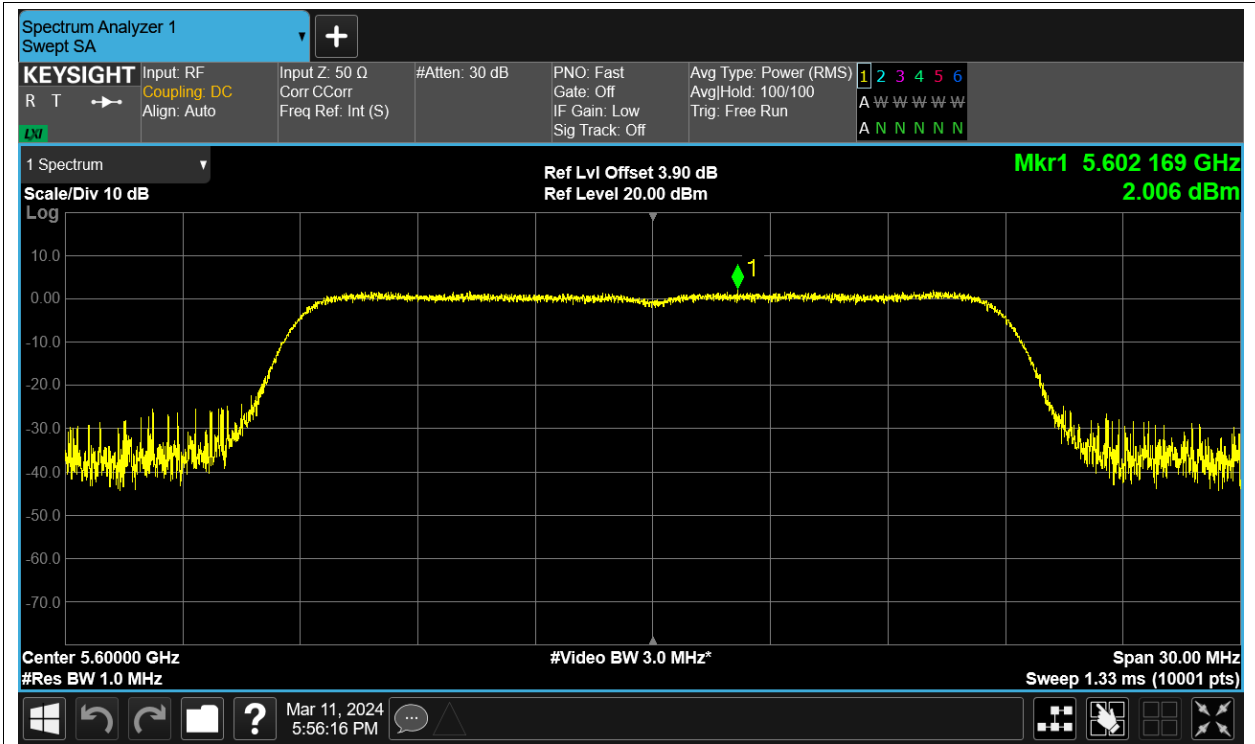 Spectrum Analyzer 1
Swept SA
KEYSIGHT
R T
LXI
Input: RF
Coupling: DC
Align: Auto
Input Z: 50 Ω
Corr CCorr
Freq Ref: Int (S)
#Atten: 30 dB
PNO: Fast
Gate: Off
IF Gain: Low
Sig Track: Off
Avg Type: Power (RMS)
Avg|Hold: 100/100
Trig: Free Run
1 2 3 4 5 6
A W W W W W
A N N N N N
1 Spectrum
Scale/Div 10 dB
Log
Ref Lvl Offset 3.90 dB
Ref Level 20.00 dBm
Mkr1 5.602 169 GHz
2.006 dBm
1
10.0
0.00
-10.0
-20.0
-30.0
-40.0
-50.0
-60.0
-70.0
Center 5.60000 GHz
#Res BW 1.0 MHz
#Video BW 3.0 MHz*
Span 30.00 MHz
Sweep 1.33 ms (10001 pts)
?
Mar 11, 2024
5:56:16 PM